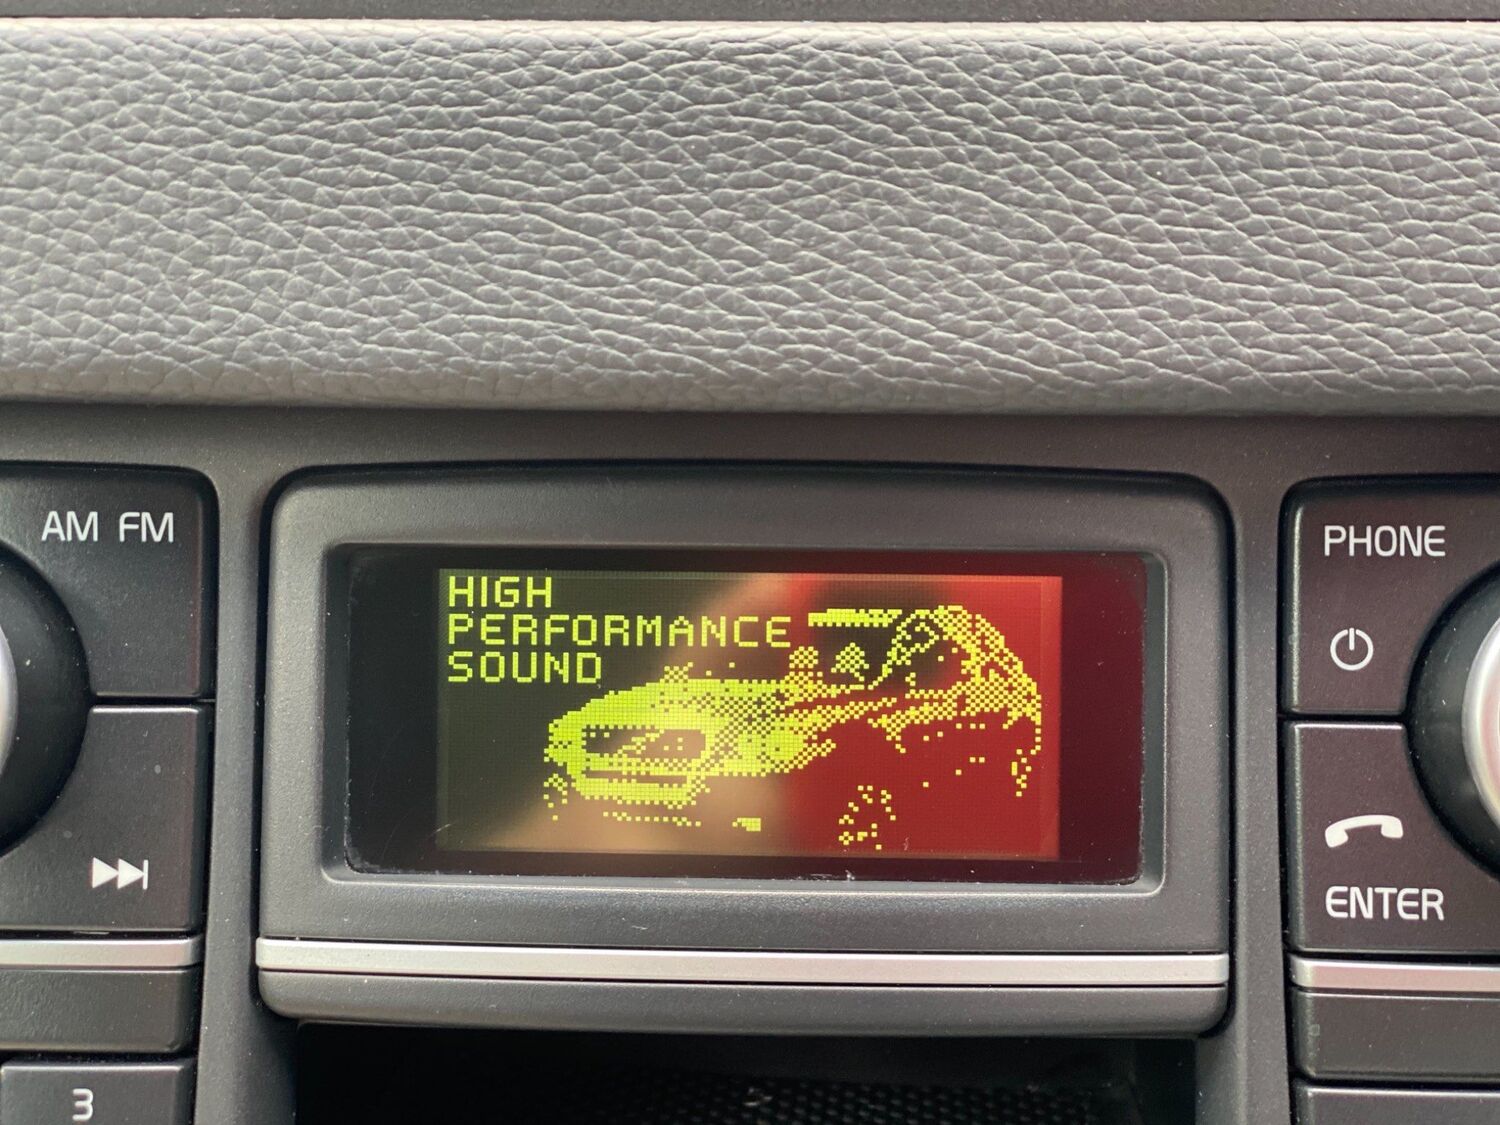 AM FM
HIGH
PERFORMANCE
SOUND
PHONE
ENTER
3